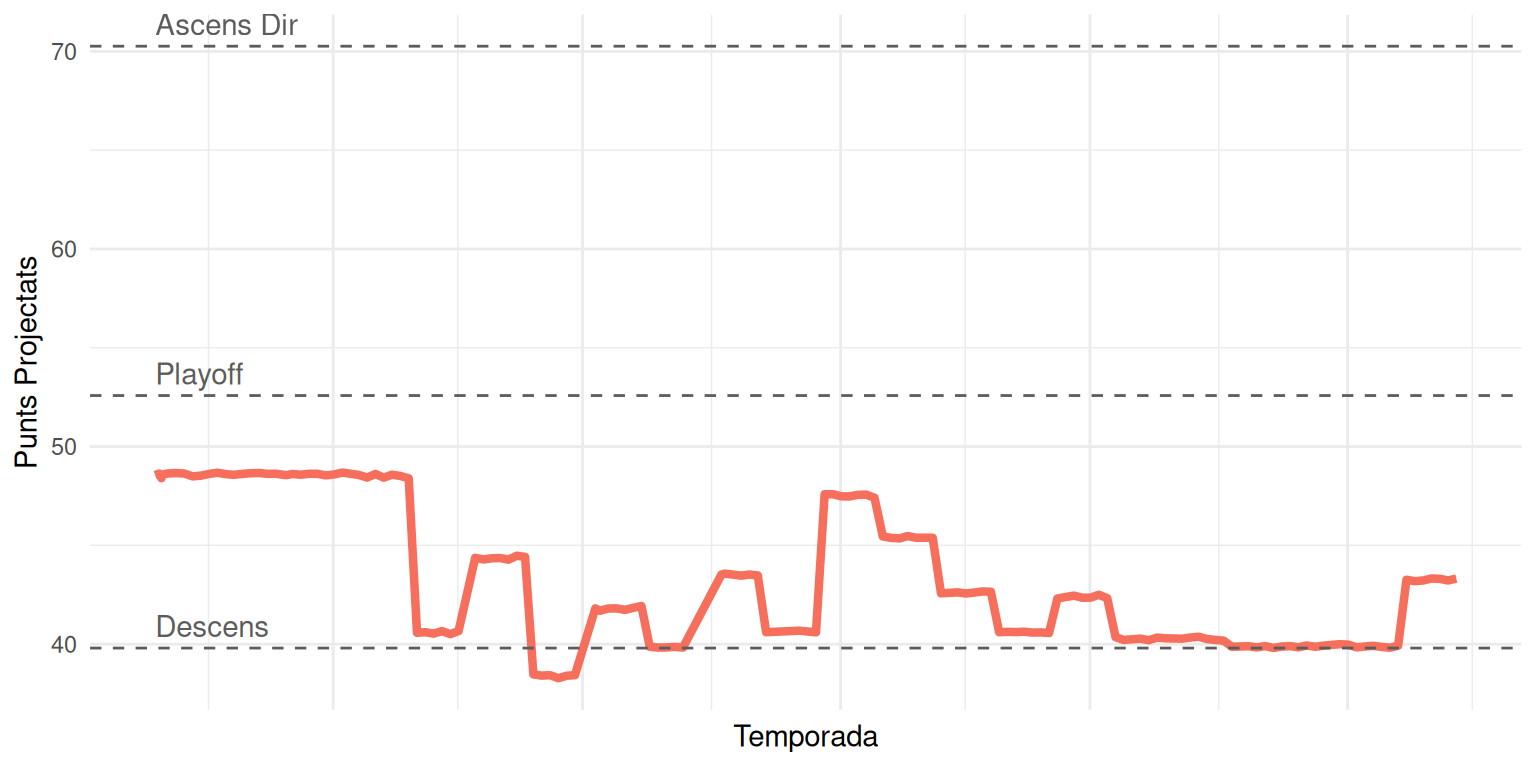 Ascens Dir
70
60
Playoff
50
Descens
40
Punts Projectats
Temporada